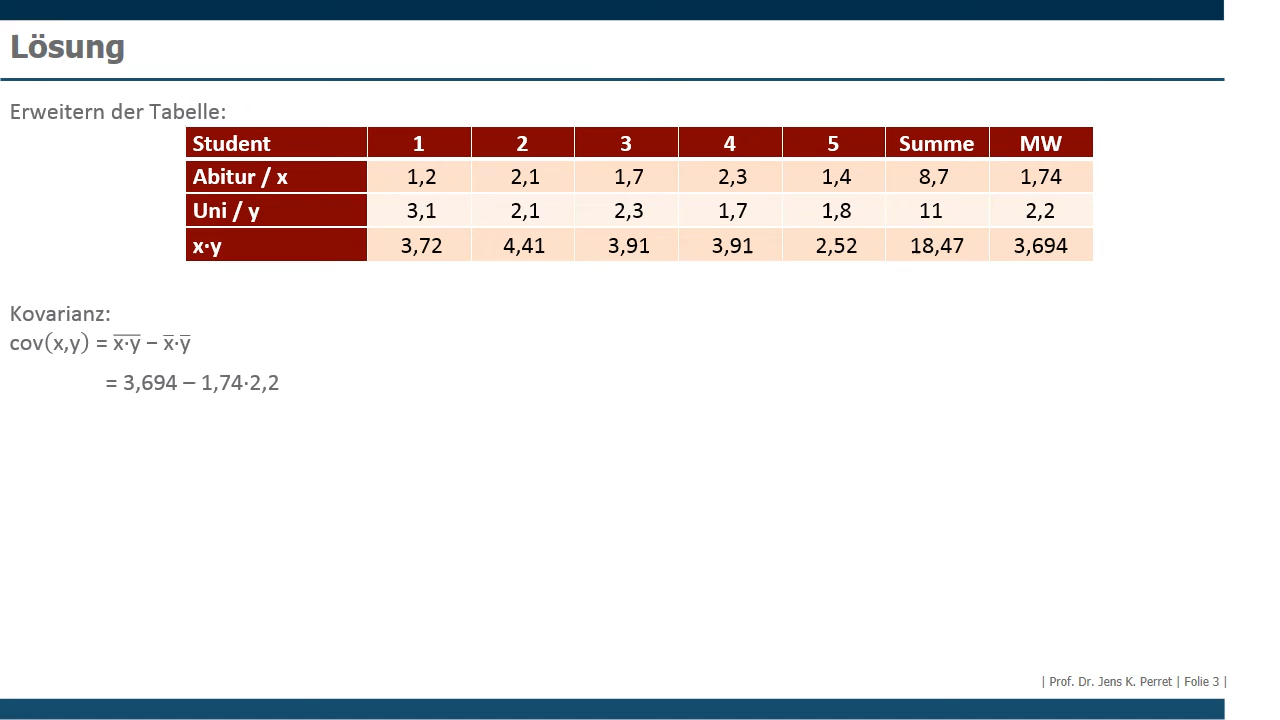 Lösung
Erweitern der Tabelle:
Student 1 2 3 4 5 Summe MW
Abitur / x 1,2 2,1 1,7 2,3 1,4 8,7 1,74
Uni / y 3,1 2,1 2,3 1,7 1,8 11 2,2
x·y 3,72 4,41 3,91 3,91 2,52 18,47 3,694
Kovarianz:
cov(x,y) = x̅·̅y̅ − x̅·y̅
= 3,694 – 1,74·2,2
| Prof. Dr. Jens K. Perret | Folie 3 |